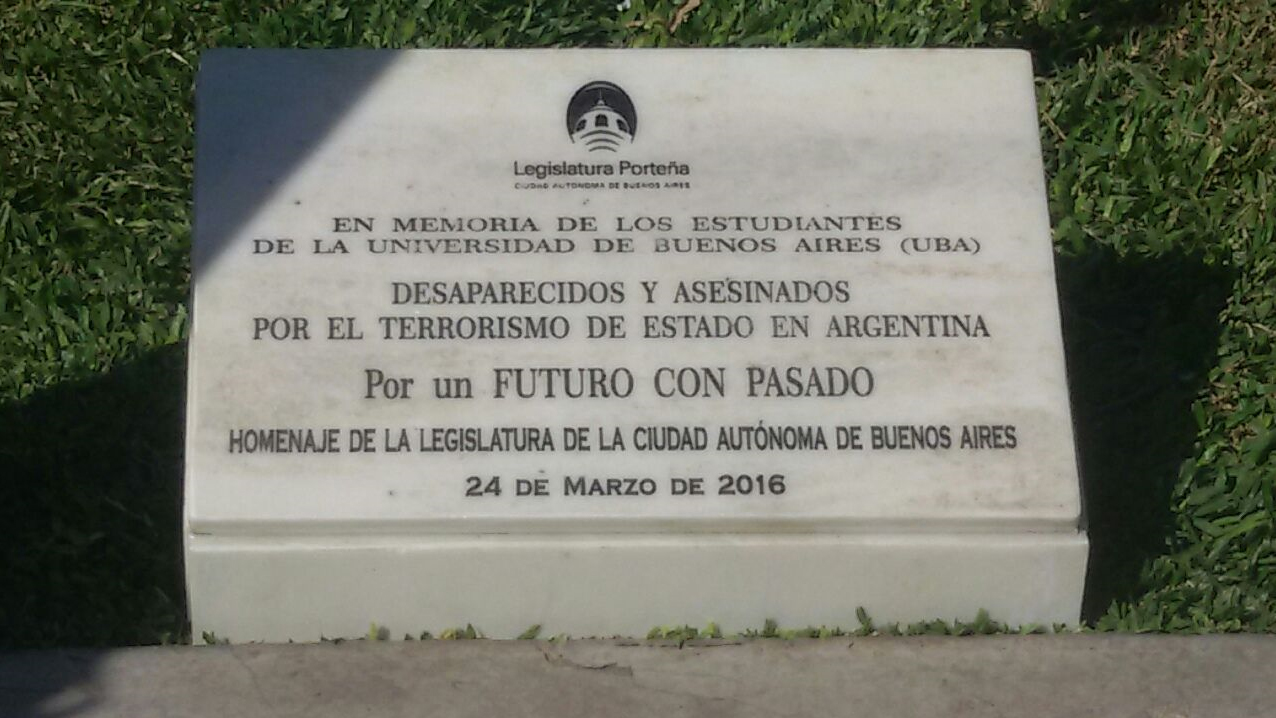 Legislatura Porteña
CIUDAD AUTÓNOMA DE BUENOS AIRES
EN MEMORIA DE LOS ESTUDIANTES
DE LA UNIVERSIDAD DE BUENOS AIRES (UBA)
DESAPARECIDOS Y ASESINADOS
POR EL TERRORISMO DE ESTADO EN ARGENTINA
Por un FUTURO CON PASADO
HOMENAJE DE LA LEGISLATURA DE LA CIUDAD AUTÓNOMA DE BUENOS AIRES
24 DE MARZO DE 2016